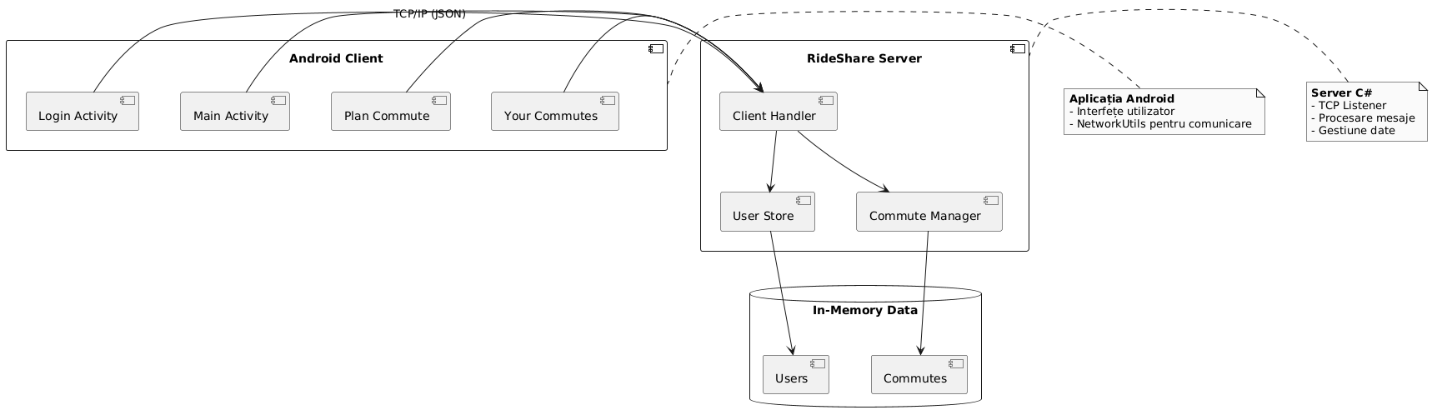 TCP/IP (JSON)
Android Client
Login Activity
Main Activity
Plan Commute
Your Commutes
RideShare Server
Client Handler
User Store
Commute Manager
In-Memory Data
Users
Commutes
Aplicația Android
- Interfețe utilizator
- NetworkUtils pentru comunicare
Server C#
- TCP Listener
- Procesare mesaje
- Gestiune date